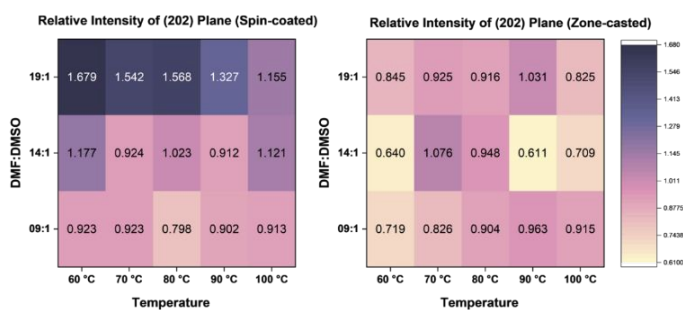 Relative Intensity of (202) Plane (Spin-coated)
DMF:DMSO
19:1 1.679 1.542 1.568 1.327 1.155
14:1 1.177 0.924 1.023 0.912 1.121
09:1 0.923 0.923 0.798 0.902 0.913
60 °C 70 °C 80 °C 90 °C 100 °C
Temperature
Relative Intensity of (202) Plane (Zone-casted)
DMF:DMSO
19:1 0.845 0.925 0.916 1.031 0.825
14:1 0.640 1.076 0.948 0.611 0.709
09:1 0.719 0.826 0.904 0.963 0.915
60 °C 70 °C 80 °C 90 °C 100 °C
Temperature
1.680
1.546
1.413
1.279
1.145
1.011
0.8775
0.7438
0.6100